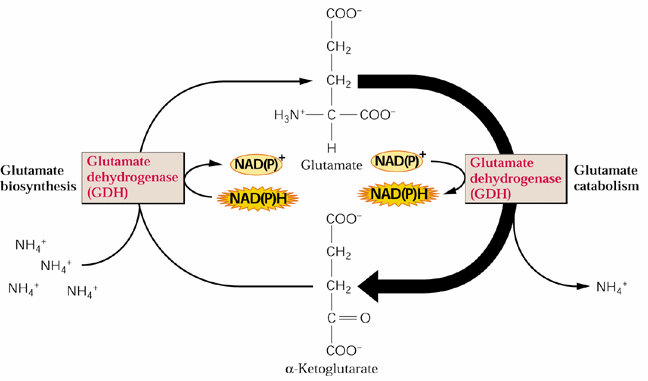 COO⁻
CH₂
CH₂
H₃N⁺—C—COO⁻
H
Glutamate
Glutamate
biosynthesis
Glutamate
dehydrogenase
(GDH)
NAD(P)⁺
NAD(P)H
NAD(P)⁺
NAD(P)H
Glutamate
dehydrogenase
(GDH)
Glutamate
catabolism
NH₄⁺
NH₄⁺
NH₄⁺
NH₄⁺
NH₄⁺
COO⁻
CH₂
CH₂
C=O
COO⁻
α-Ketoglutarate